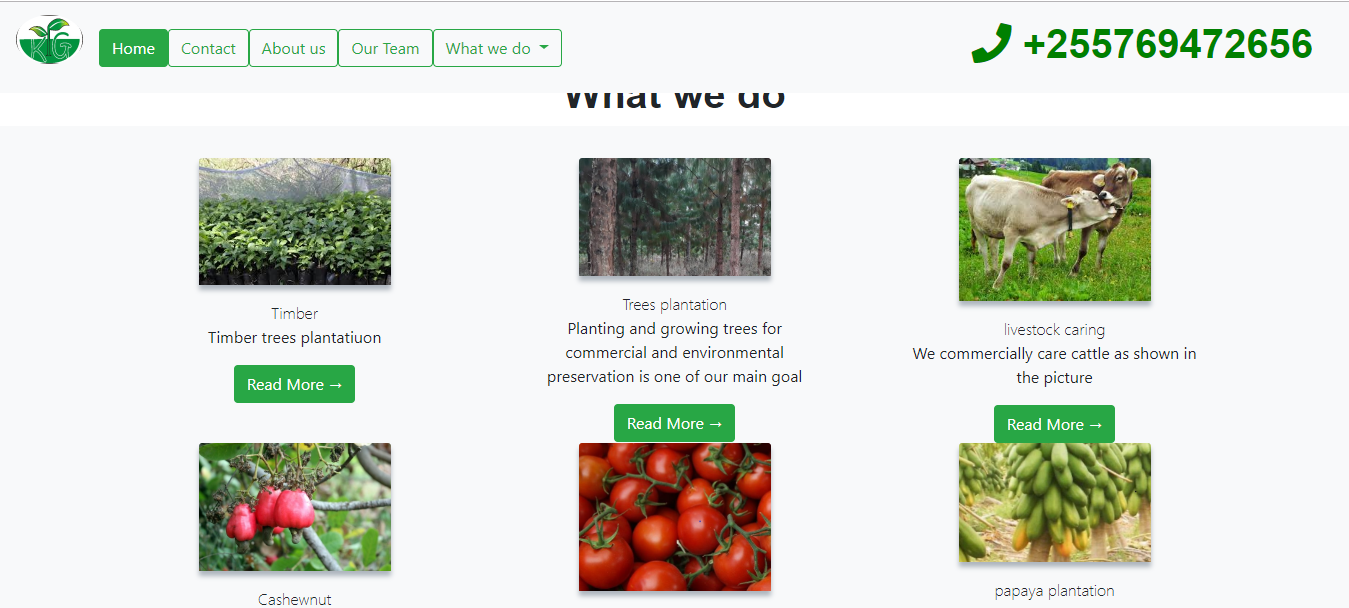 KG
Home
Contact
About us
Our Team
What we do
+255769472656
What we do
Timber
Timber trees plantatiuon
Read More →
Trees plantation
Planting and growing trees for
commercial and environmental
preservation is one of our main goal
Read More →
livestock caring
We commercially care cattle as shown in
the picture
Read More →
Cashewnut
papaya plantation